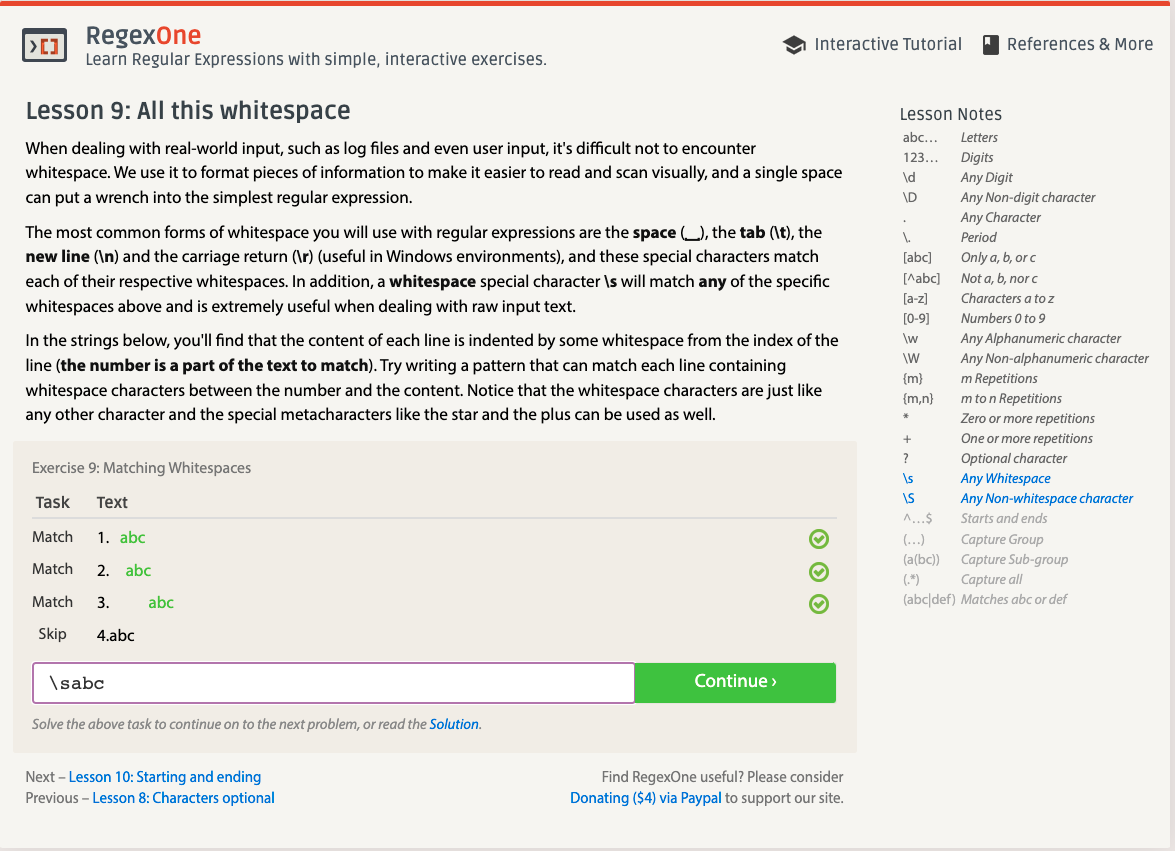 RegexOne
Learn Regular Expressions with simple, interactive exercises.
Interactive Tutorial
References & More
Lesson 9: All this whitespace
When dealing with real-world input, such as log files and even user input, it's difficult not to encounter
whitespace. We use it to format pieces of information to make it easier to read and scan visually, and a single space
can put a wrench into the simplest regular expression.
The most common forms of whitespace you will use with regular expressions are the space (_), the tab (\t), the
new line (\n) and the carriage return (\r) (useful in Windows environments), and these special characters match
each of their respective whitespaces. In addition, a whitespace special character \s will match any of the specific
whitespaces above and is extremely useful when dealing with raw input text.
In the strings below, you'll find that the content of each line is indented by some whitespace from the index of the
line (the number is a part of the text to match). Try writing a pattern that can match each line containing
whitespace characters between the number and the content. Notice that the whitespace characters are just like
any other character and the special metacharacters like the star and the plus can be used as well.
Exercise 9: Matching Whitespaces
Task Text
Match 1. abc
Match 2. abc
Match 3. abc
Skip 4.abc
\sabc
Continue ›
Solve the above task to continue on to the next problem, or read the Solution.
Next – Lesson 10: Starting and ending
Previous – Lesson 8: Characters optional
Find RegexOne useful? Please consider
Donating ($4) via Paypal to support our site.
Lesson Notes
abc… Letters
123… Digits
\d Any Digit
\D Any Non-digit character
. Any Character
\. Period
[abc] Only a, b, or c
[^abc] Not a, b, nor c
[a-z] Characters a to z
[0-9] Numbers 0 to 9
\w Any Alphanumeric character
\W Any Non-alphanumeric character
{m} m Repetitions
{m,n} m to n Repetitions
* Zero or more repetitions
+ One or more repetitions
? Optional character
\s Any Whitespace
\S Any Non-whitespace character
^…$ Starts and ends
(…) Capture Group
(a(bc)) Capture Sub-group
(.*) Capture all
(abc|def) Matches abc or def